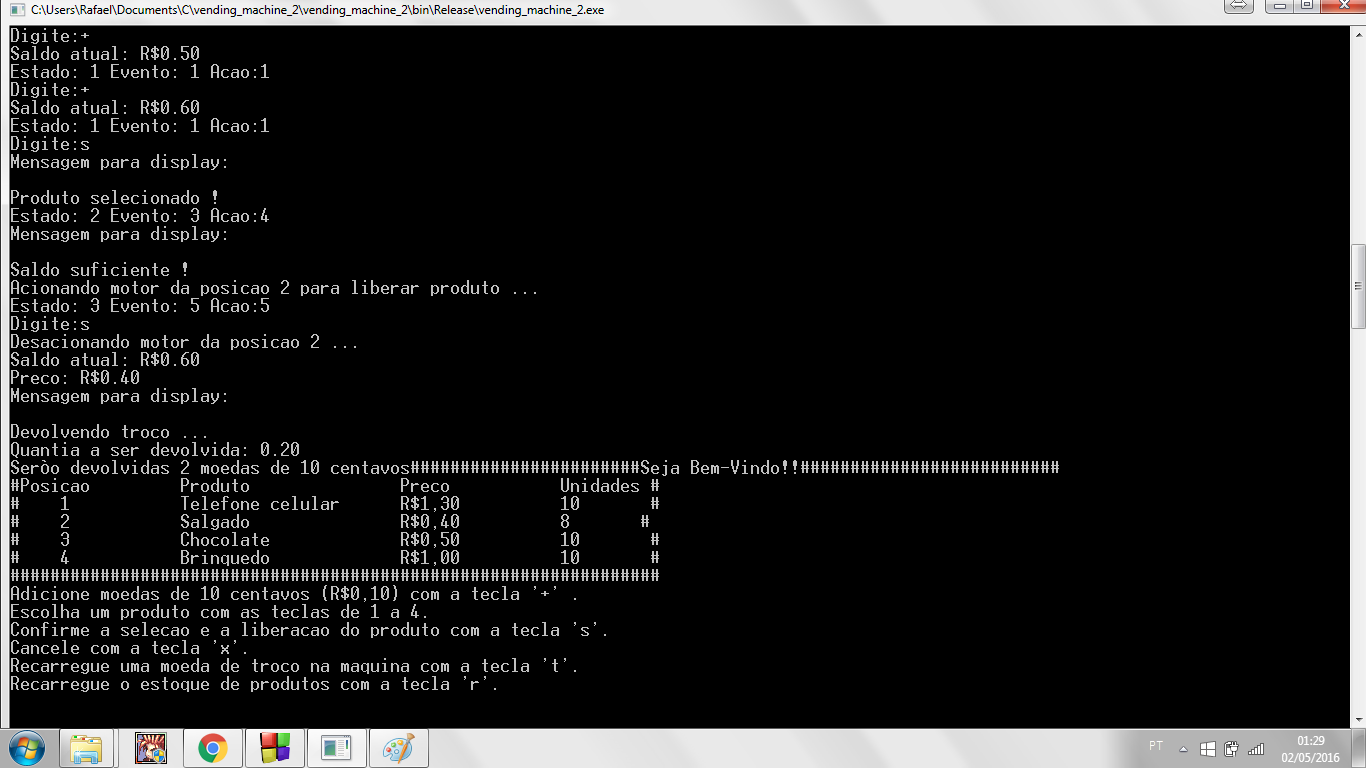 C:\Users\Rafael\Documents\C\vending_machine_2\vending_machine_2\bin\Release\vending_machine_2.exe
Digite:+
Saldo atual: R$0.50
Estado: 1 Evento: 1 Acao:1
Digite:+
Saldo atual: R$0.60
Estado: 1 Evento: 1 Acao:1
Digite:s
Mensagem para display:
Produto selecionado !
Estado: 2 Evento: 3 Acao:4
Mensagem para display:
Saldo suficiente !
Acionando motor da posicao 2 para liberar produto ...
Estado: 3 Evento: 5 Acao:5
Digite:s
Desacionando motor da posicao 2 ...
Saldo atual: R$0.60
Preco: R$0.40
Mensagem para display:
Devolvendo troco ...
Quantia a ser devolvida: 0.20
Seròo devolvidas 2 moedas de 10 centavos#######################Seja Bem-Vindo!!##########################
#Posicao Produto Preco Unidades #
# 1 Telefone celular R$1,30 10 #
# 2 Salgado R$0,40 8 #
# 3 Chocolate R$0,50 10 #
# 4 Brinquedo R$1,00 10 #
#################################################################
Adicione moedas de 10 centavos (R$0,10) com a tecla '+' .
Escolha um produto com as teclas de 1 a 4.
Confirme a selecao e a liberacao do produto com a tecla 's'.
Cancele com a tecla 'x'.
Recarregue uma moeda de troco na maquina com a tecla 't'.
Recarregue o estoque de produtos com a tecla 'r'.
PT
01:29
02/05/2016